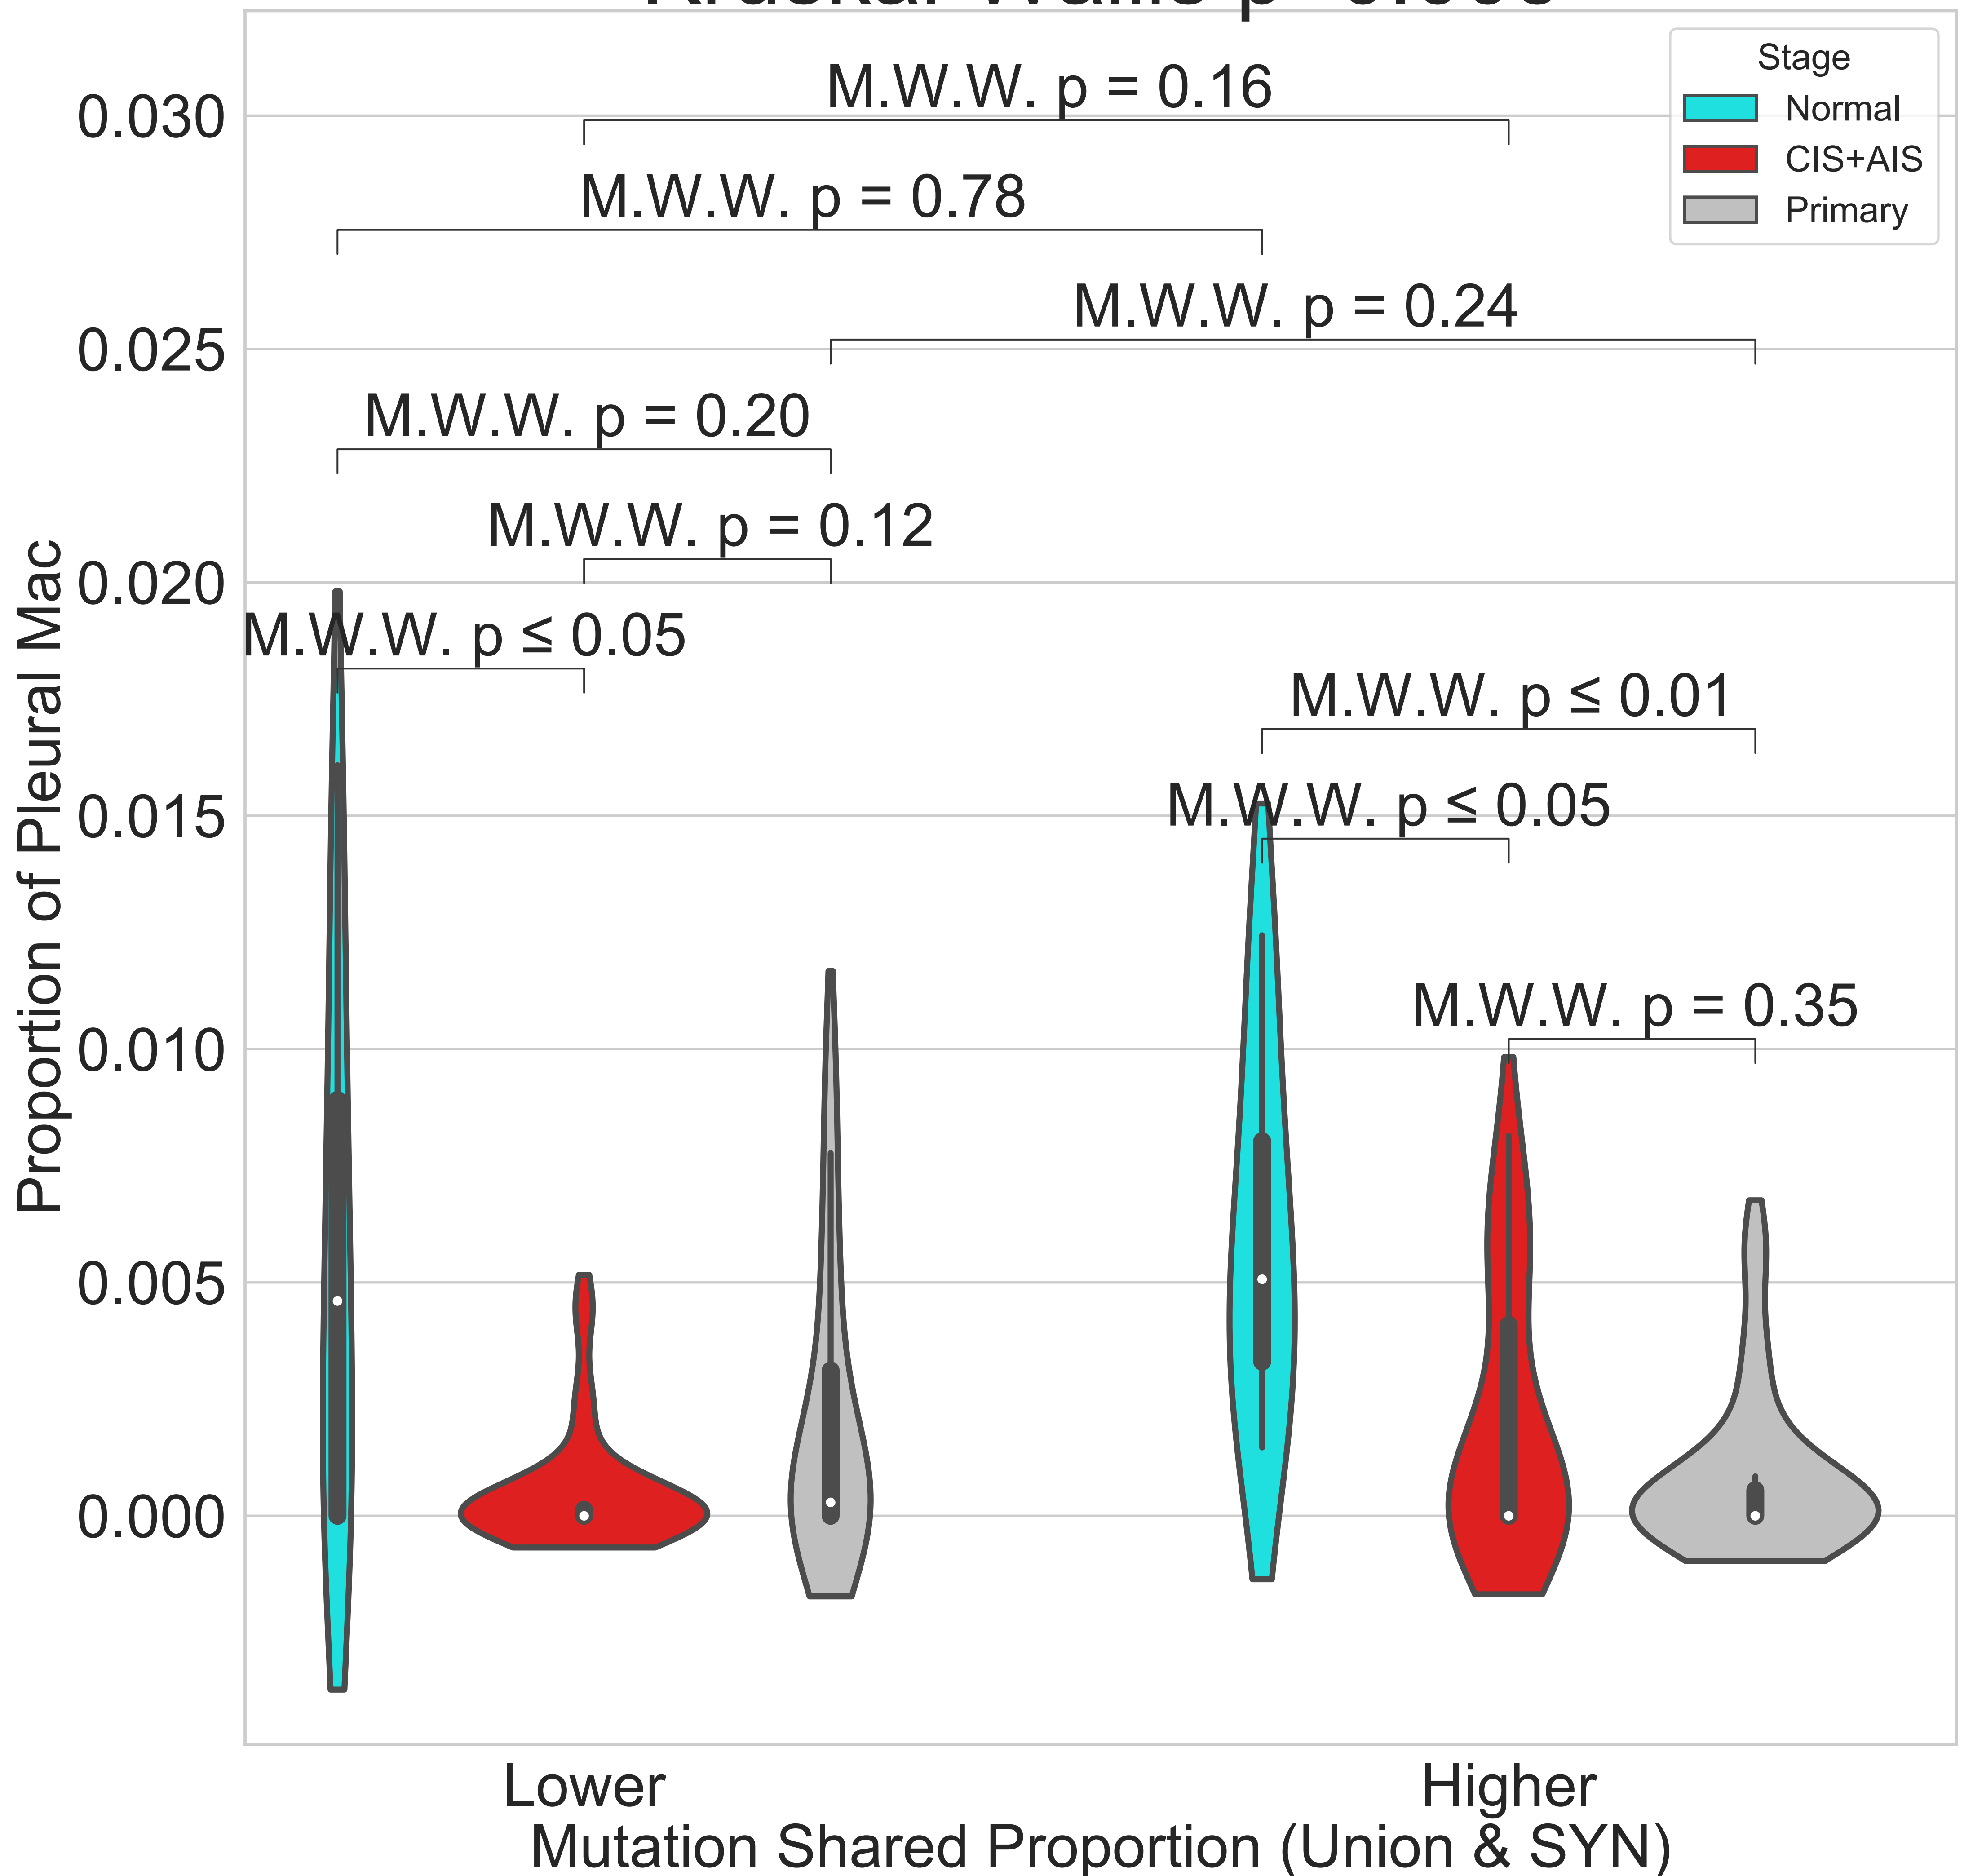 Stage
Normal
CIS+AIS
Primary
M.W.W. p = 0.16
M.W.W. p = 0.78
M.W.W. p = 0.24
M.W.W. p = 0.20
M.W.W. p = 0.12
M.W.W. p ≤ 0.05
M.W.W. p ≤ 0.01
M.W.W. p ≤ 0.05
M.W.W. p = 0.35
Proportion of Pleural Mac
0.030
0.025
0.020
0.015
0.010
0.005
0.000
Lower
Higher
Mutation Shared Proportion (Union & SYN)